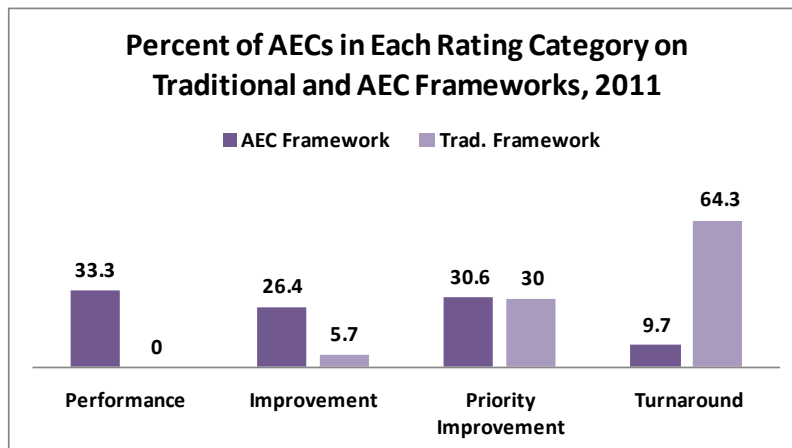 Percent of AECs in Each Rating Category on
Traditional and AEC Frameworks, 2011
AEC Framework Trad. Framework
33.3
0
26.4
5.7
30.6
30
9.7
64.3
Performance
Improvement
Priority
Improvement
Turnaround